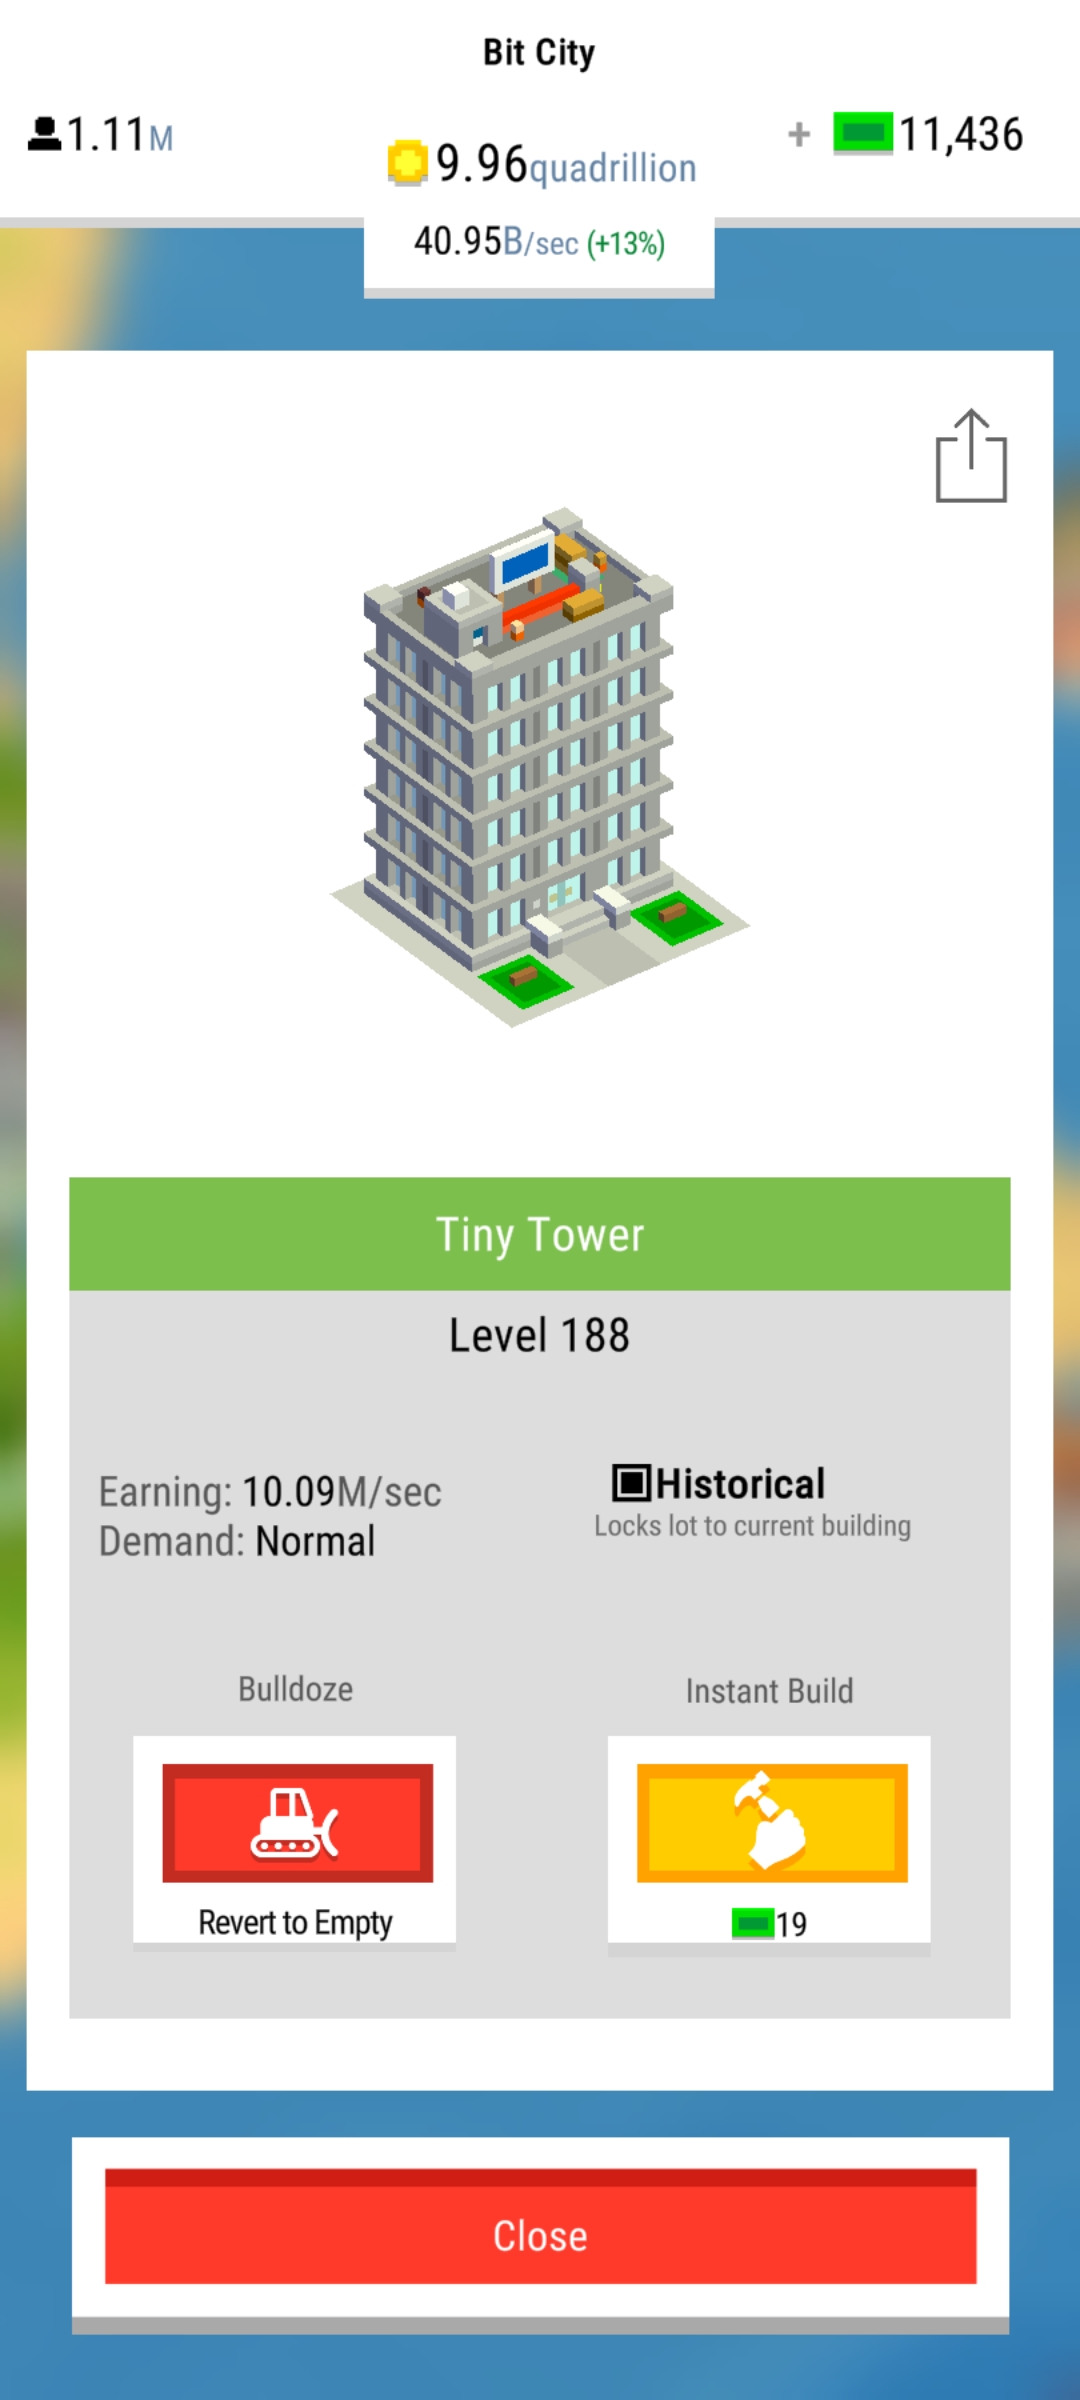 Bit City
1.11M
+ 11,436
9.96quadrillion
40.95B/sec (+13%)
Tiny Tower
Level 188
Earning: 10.09M/sec
Demand: Normal
Historical
Locks lot to current building
Bulldoze
Instant Build
Revert to Empty
19
Close